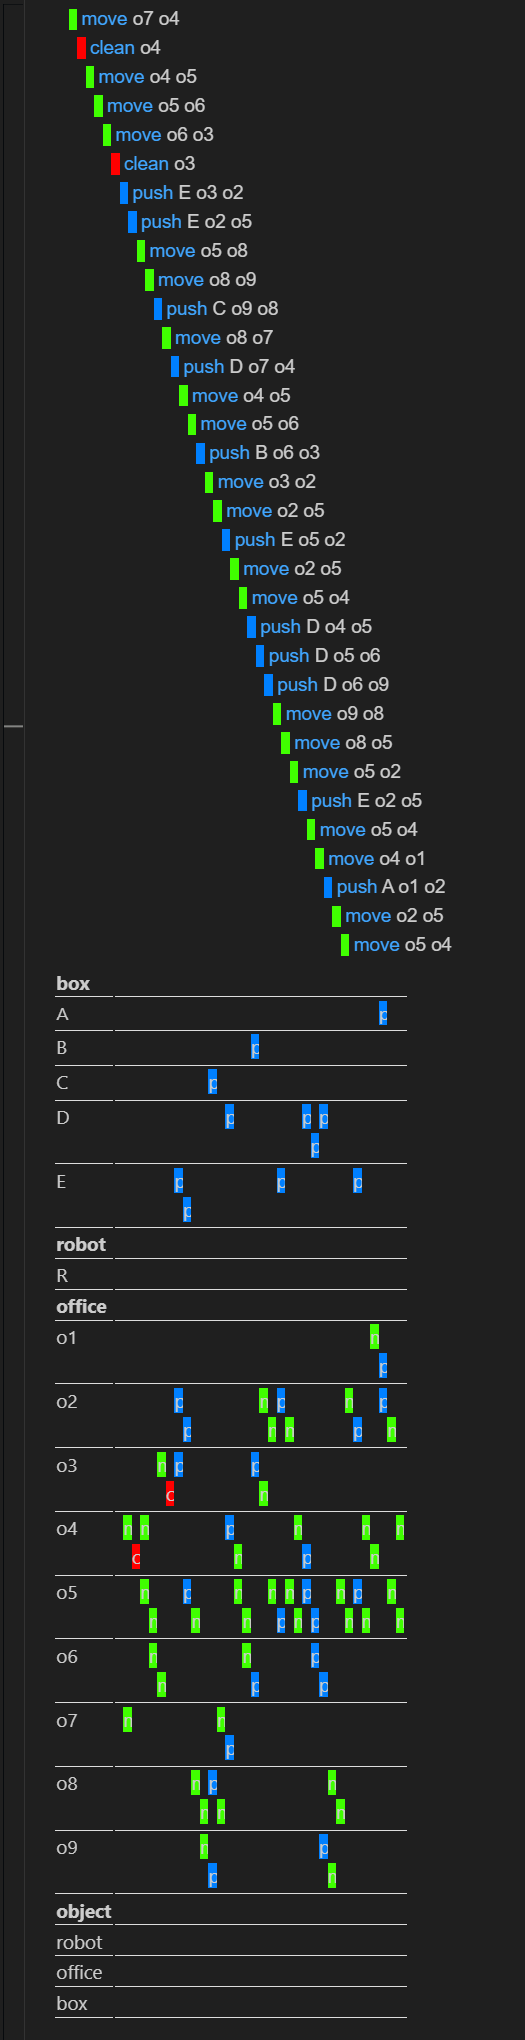 move o7 o4
clean o4
move o4 o5
move o5 o6
move o6 o3
clean o3
push E o3 o2
push E o2 o5
move o5 o8
move o8 o9
push C o9 o8
move o8 o7
push D o7 o4
move o4 o5
move o5 o6
push B o6 o3
move o3 o2
move o2 o5
push E o5 o2
move o2 o5
move o5 o4
push D o4 o5
push D o5 o6
push D o6 o9
move o9 o8
move o8 o5
move o5 o2
push E o2 o5
move o5 o4
move o4 o1
push A o1 o2
move o2 o5
move o5 o4
box
A p
B p
C p
D p p p
p
E p p p
p
robot
R
office
o1
p
o2 p p p
p p
o3 p p
o4 p
p
o5 p p p
p p
o6 p
p p
o7
p
o8 p
o9 p
p
object
robot
office
box